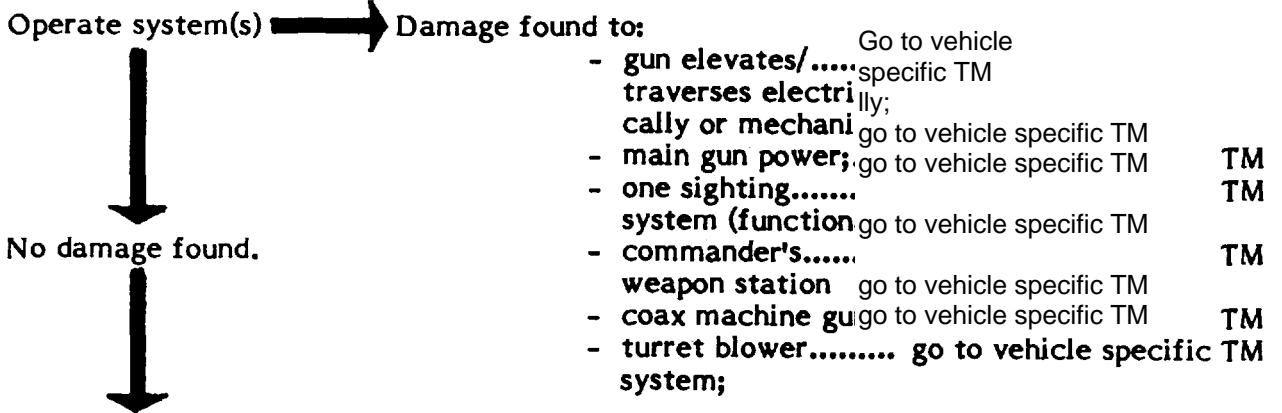 Operate system(s) Damage found to:
- gun elevates/..... Go to vehicle
traverses electri specific TM
lly;
cally or mechani go to vehicle specific TM
- main gun power; go to vehicle specific TM TM
- one sighting....... TM
system (function go to vehicle specific TM
No damage found.
- commander's...... TM
weapon station go to vehicle specific TM
- coax machine gu go to vehicle specific TM TM
- turret blower......... go to vehicle specific TM
system;